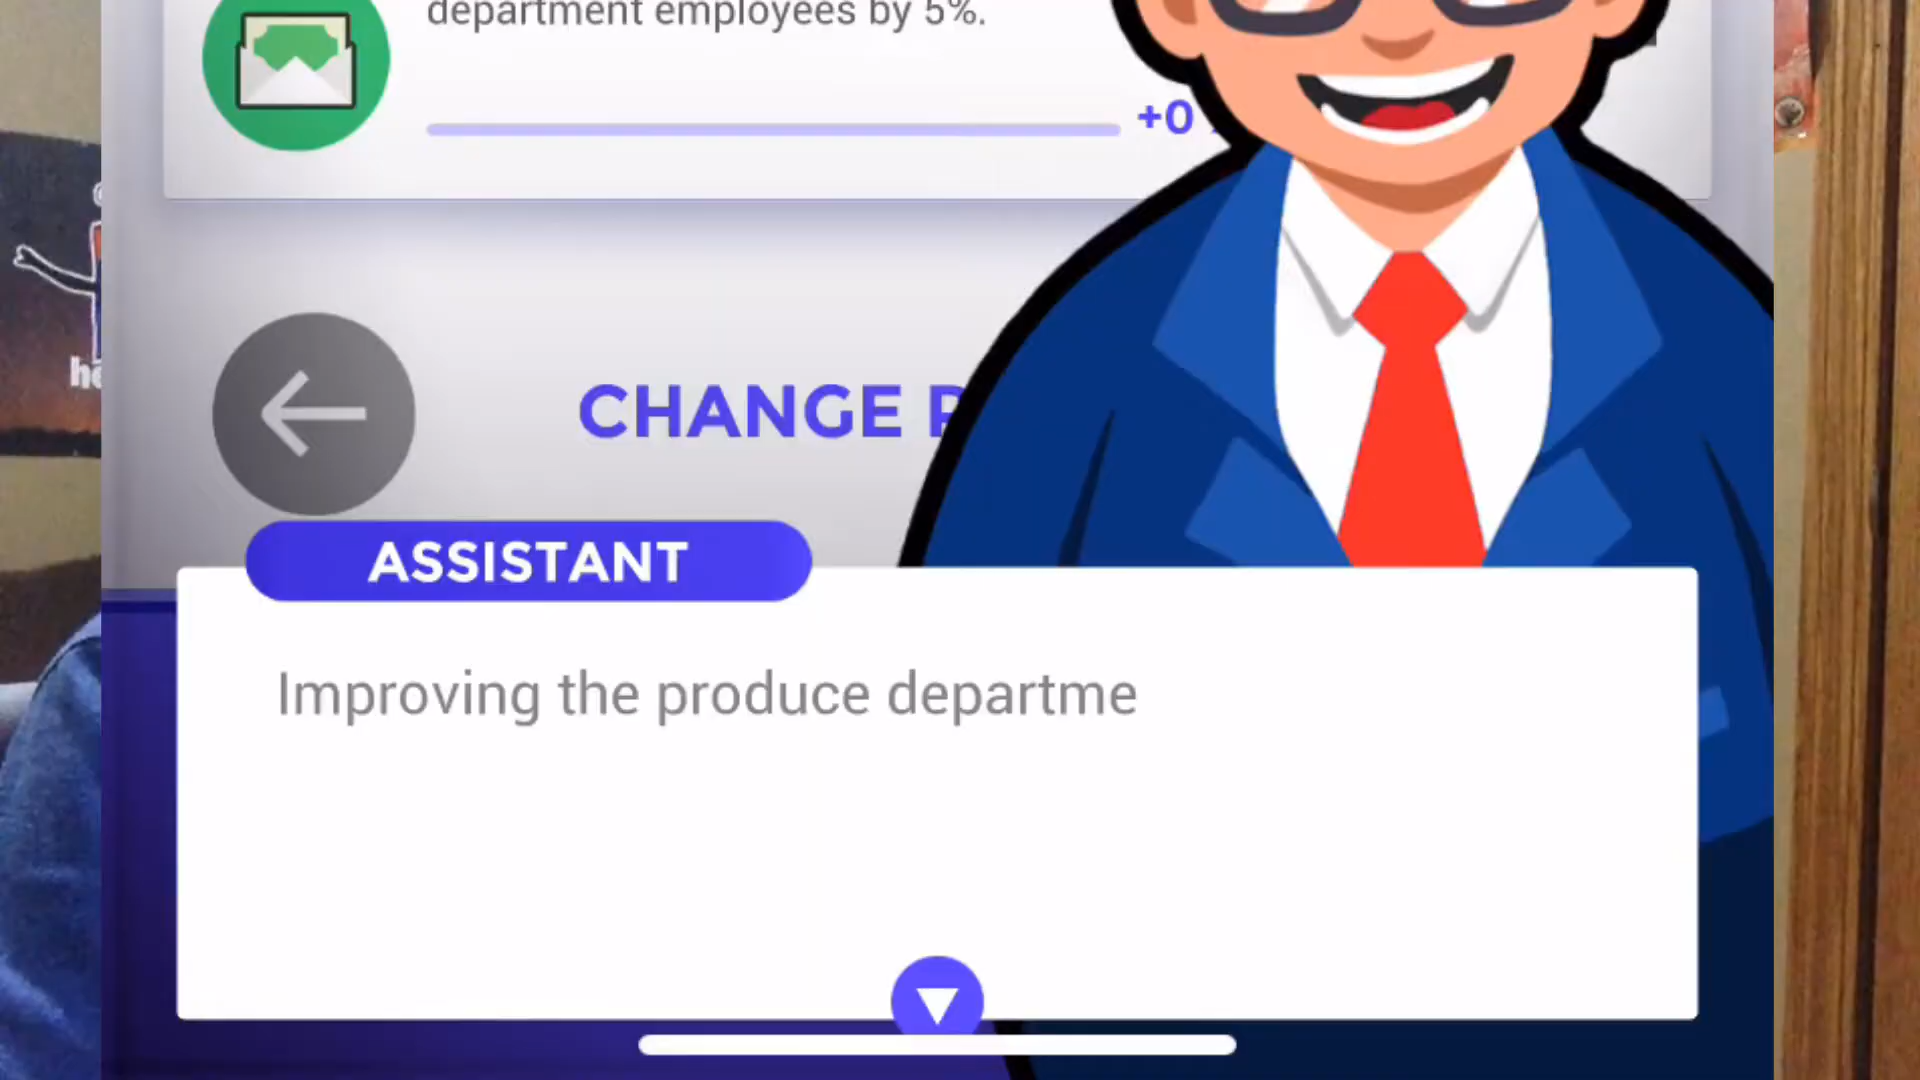 department employees by 5%.
+0
CHANGE
ASSISTANT
Improving the produce departme